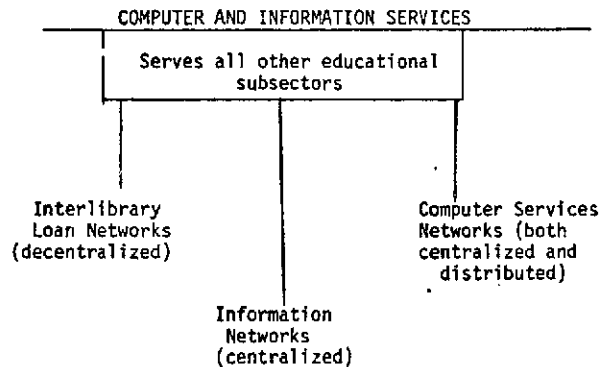 COMPUTER AND INFORMATION SERVICES
Serves all other educational
subsectors
Interlibrary
Loan Networks
(decentralized)
Computer Services
Networks (both
centralized and
distributed)
Information
Networks
(centralized)